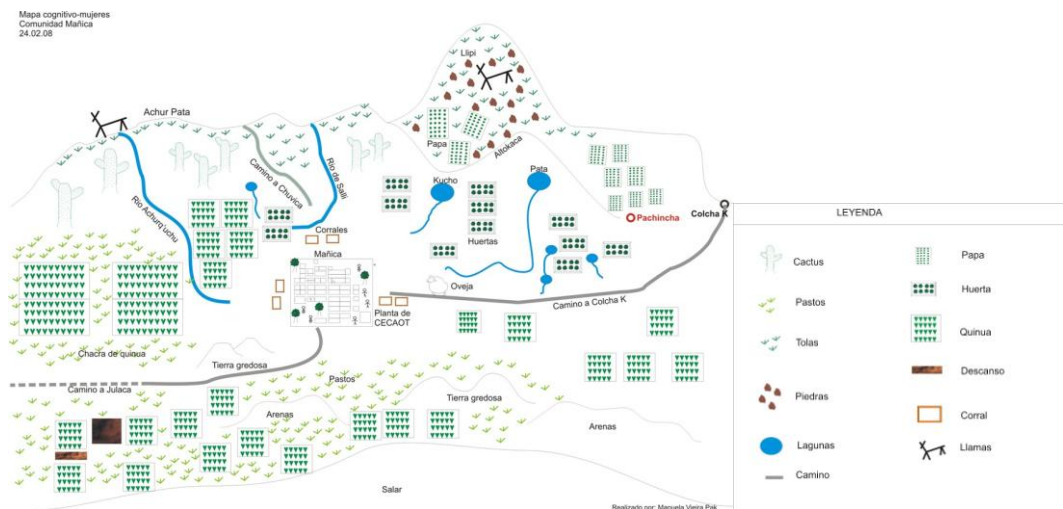 Mapa cognitivo-mujeres
Comunidad Mañica
24.02.08
Llipi
Achur Pata
Papa
Altokaca
Camino a Chuvica
Rio de Salli
Kucho
Pata
Rio Achurq'uchu
Pachincha
Colcha K
Corrales
Huertas
Mañica
Oveja
Camino a Colcha K
Planta de
CECAOT
Chacra de quinua
Tierra gredosa
Pastos
Camino a Julaca
Tierra gredosa
Arenas
Arenas
Salar
Realizado por: Manuela Vieira Pak
LEYENDA
Cactus
Papa
Pastos
Huerta
Tolas
Quinua
Piedras
Descanso
Corral
Lagunas
Llamas
Camino